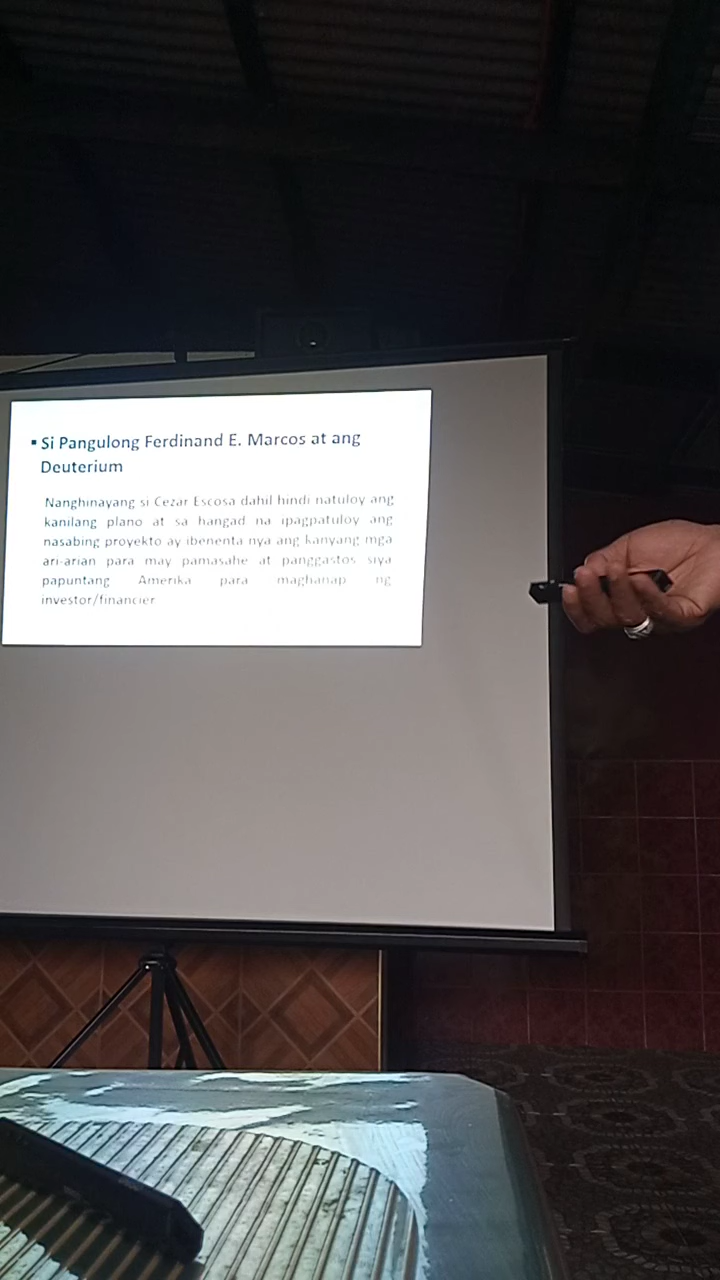 ▪ Si Pangulong Ferdinand E. Marcos at ang
Deuterium
Nanghinayang si Cezar Escosa dahil hindi natuloy ang
kanilang plano at sa hangad na ipagpatuloy ang
nasabing proyekto ay ibenenta nya ang kanyang mga
ari-arian para may pamasahe at panggastos siya
papuntang Amerika para maghanap ng
investor/financier